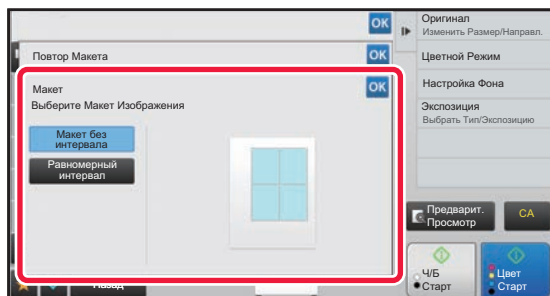 OK
Повтор Макета
OK
Макет
OK
Выберите Макет Изображения
Макет без
интервала
Равномерный
интервал
Назад
Оригинал
Изменить Размер/Направл.
Цветной Режим
Настройка Фона
Экспозиция
Выбрать Тип/Экспозицию
Предварит.
Просмотр
CA
Ч/Б
Старт
Цвет
Старт